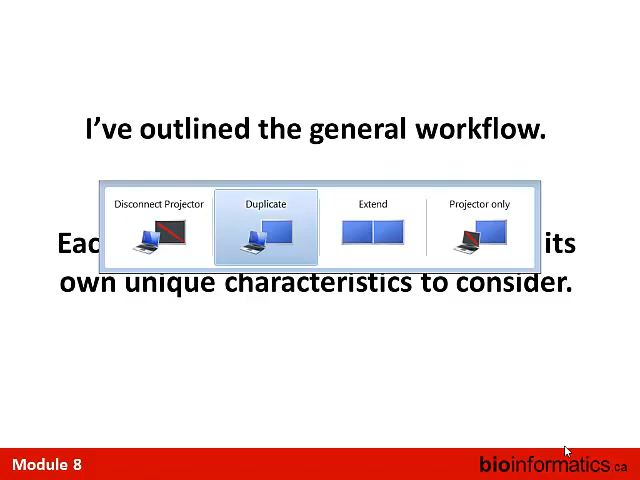 I've outlined the general workflow.
Disconnect Projector Duplicate Extend Projector only
its
own unique characteristics to consider.
Module 8 bioinformatics.ca